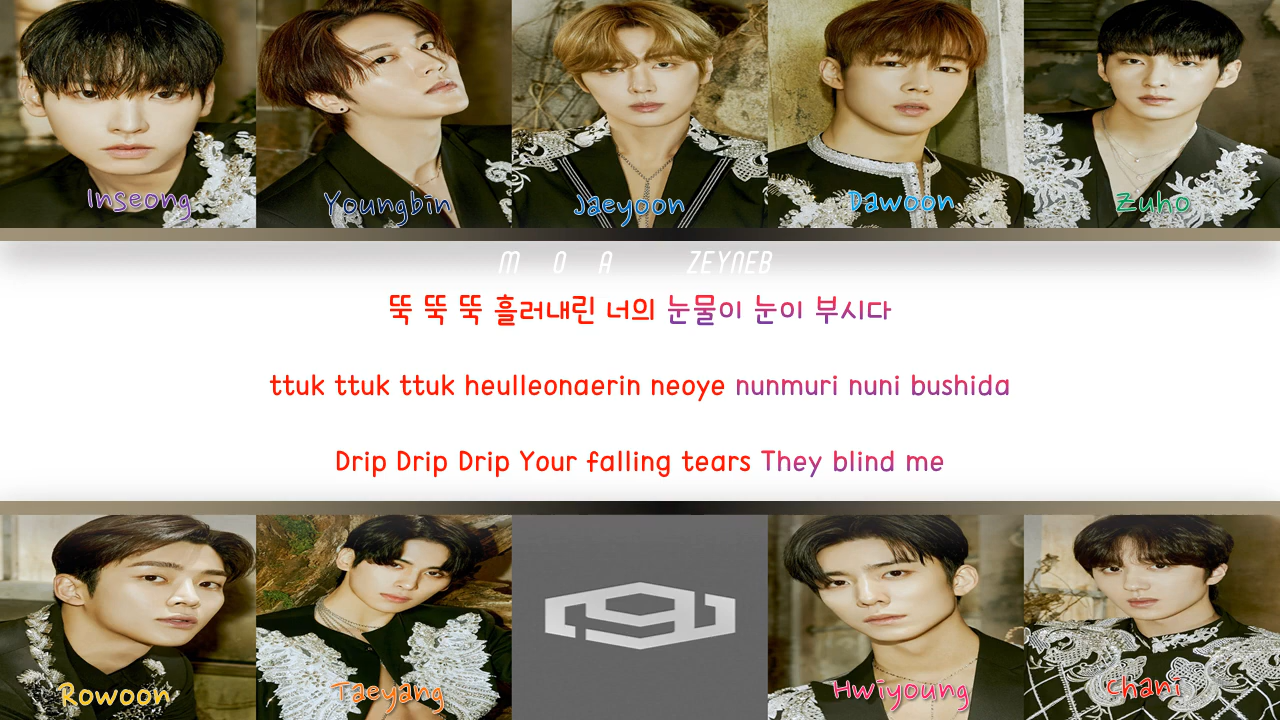 Inseong Youngbin Jaeyoon Dawoon Zuho
M O A ZEYNEB
뚝 뚝 뚝 흘러내린 너의 눈물이 눈이 부시다
ttuk ttuk ttuk heulleonaerin neoye nunmuri nuni bushida
Drip Drip Drip Your falling tears They blind me
Rowoon Taeyang Hwiyoung Chani